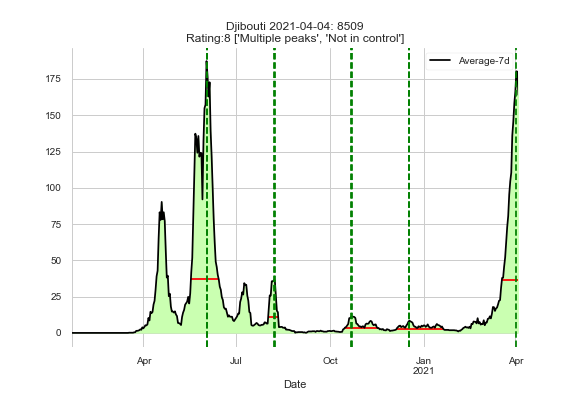 Djibouti 2021-04-04: 8509
Rating:8 ['Multiple peaks', 'Not in control']
Average-7d
175
150
125
100
75
50
25
0
Apr
Jul
Oct
Jan
2021
Apr
Date